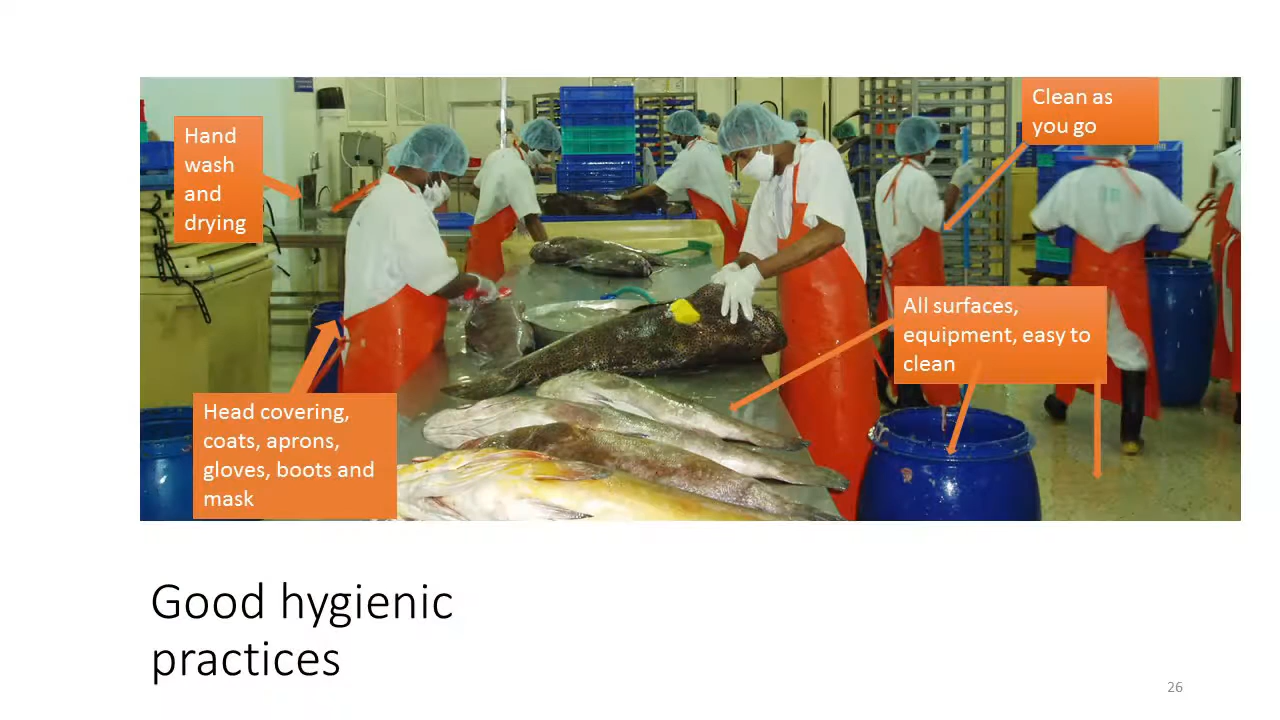 Hand
wash
and
drying
Clean as
you go
All surfaces,
equipment, easy to
clean
Head covering,
coats, aprons,
gloves, boots and
mask
Good hygienic
practices
26